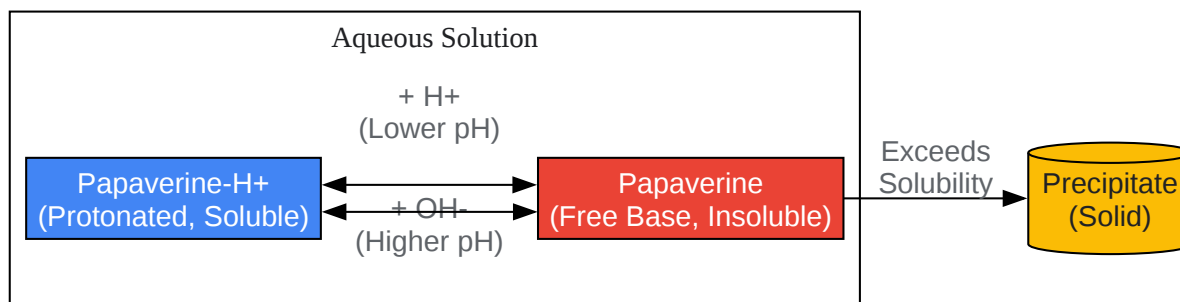 Aqueous Solution
+ H+
(Lower pH)
Papaverine-H+
(Protonated, Soluble)
+ OH-
(Higher pH)
Papaverine
(Free Base, Insoluble)
Exceeds
Solubility
Precipitate
(Solid)